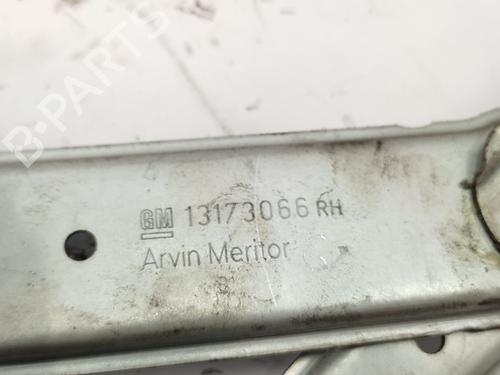 B-PARTS
GM 13173066 RH
Arvin Meritor